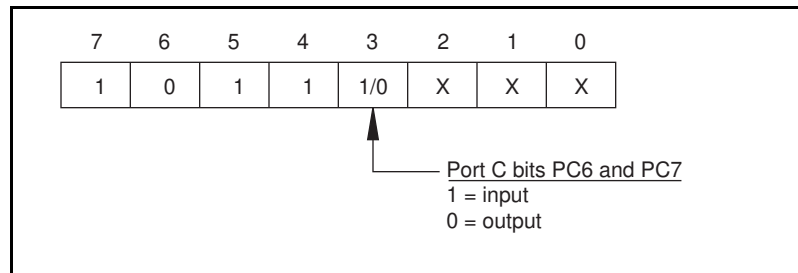 7 6 5 4 3 2 1 0
1 0 1 1 1/0 X X X
Port C bits PC6 and PC7
1 = input
0 = output